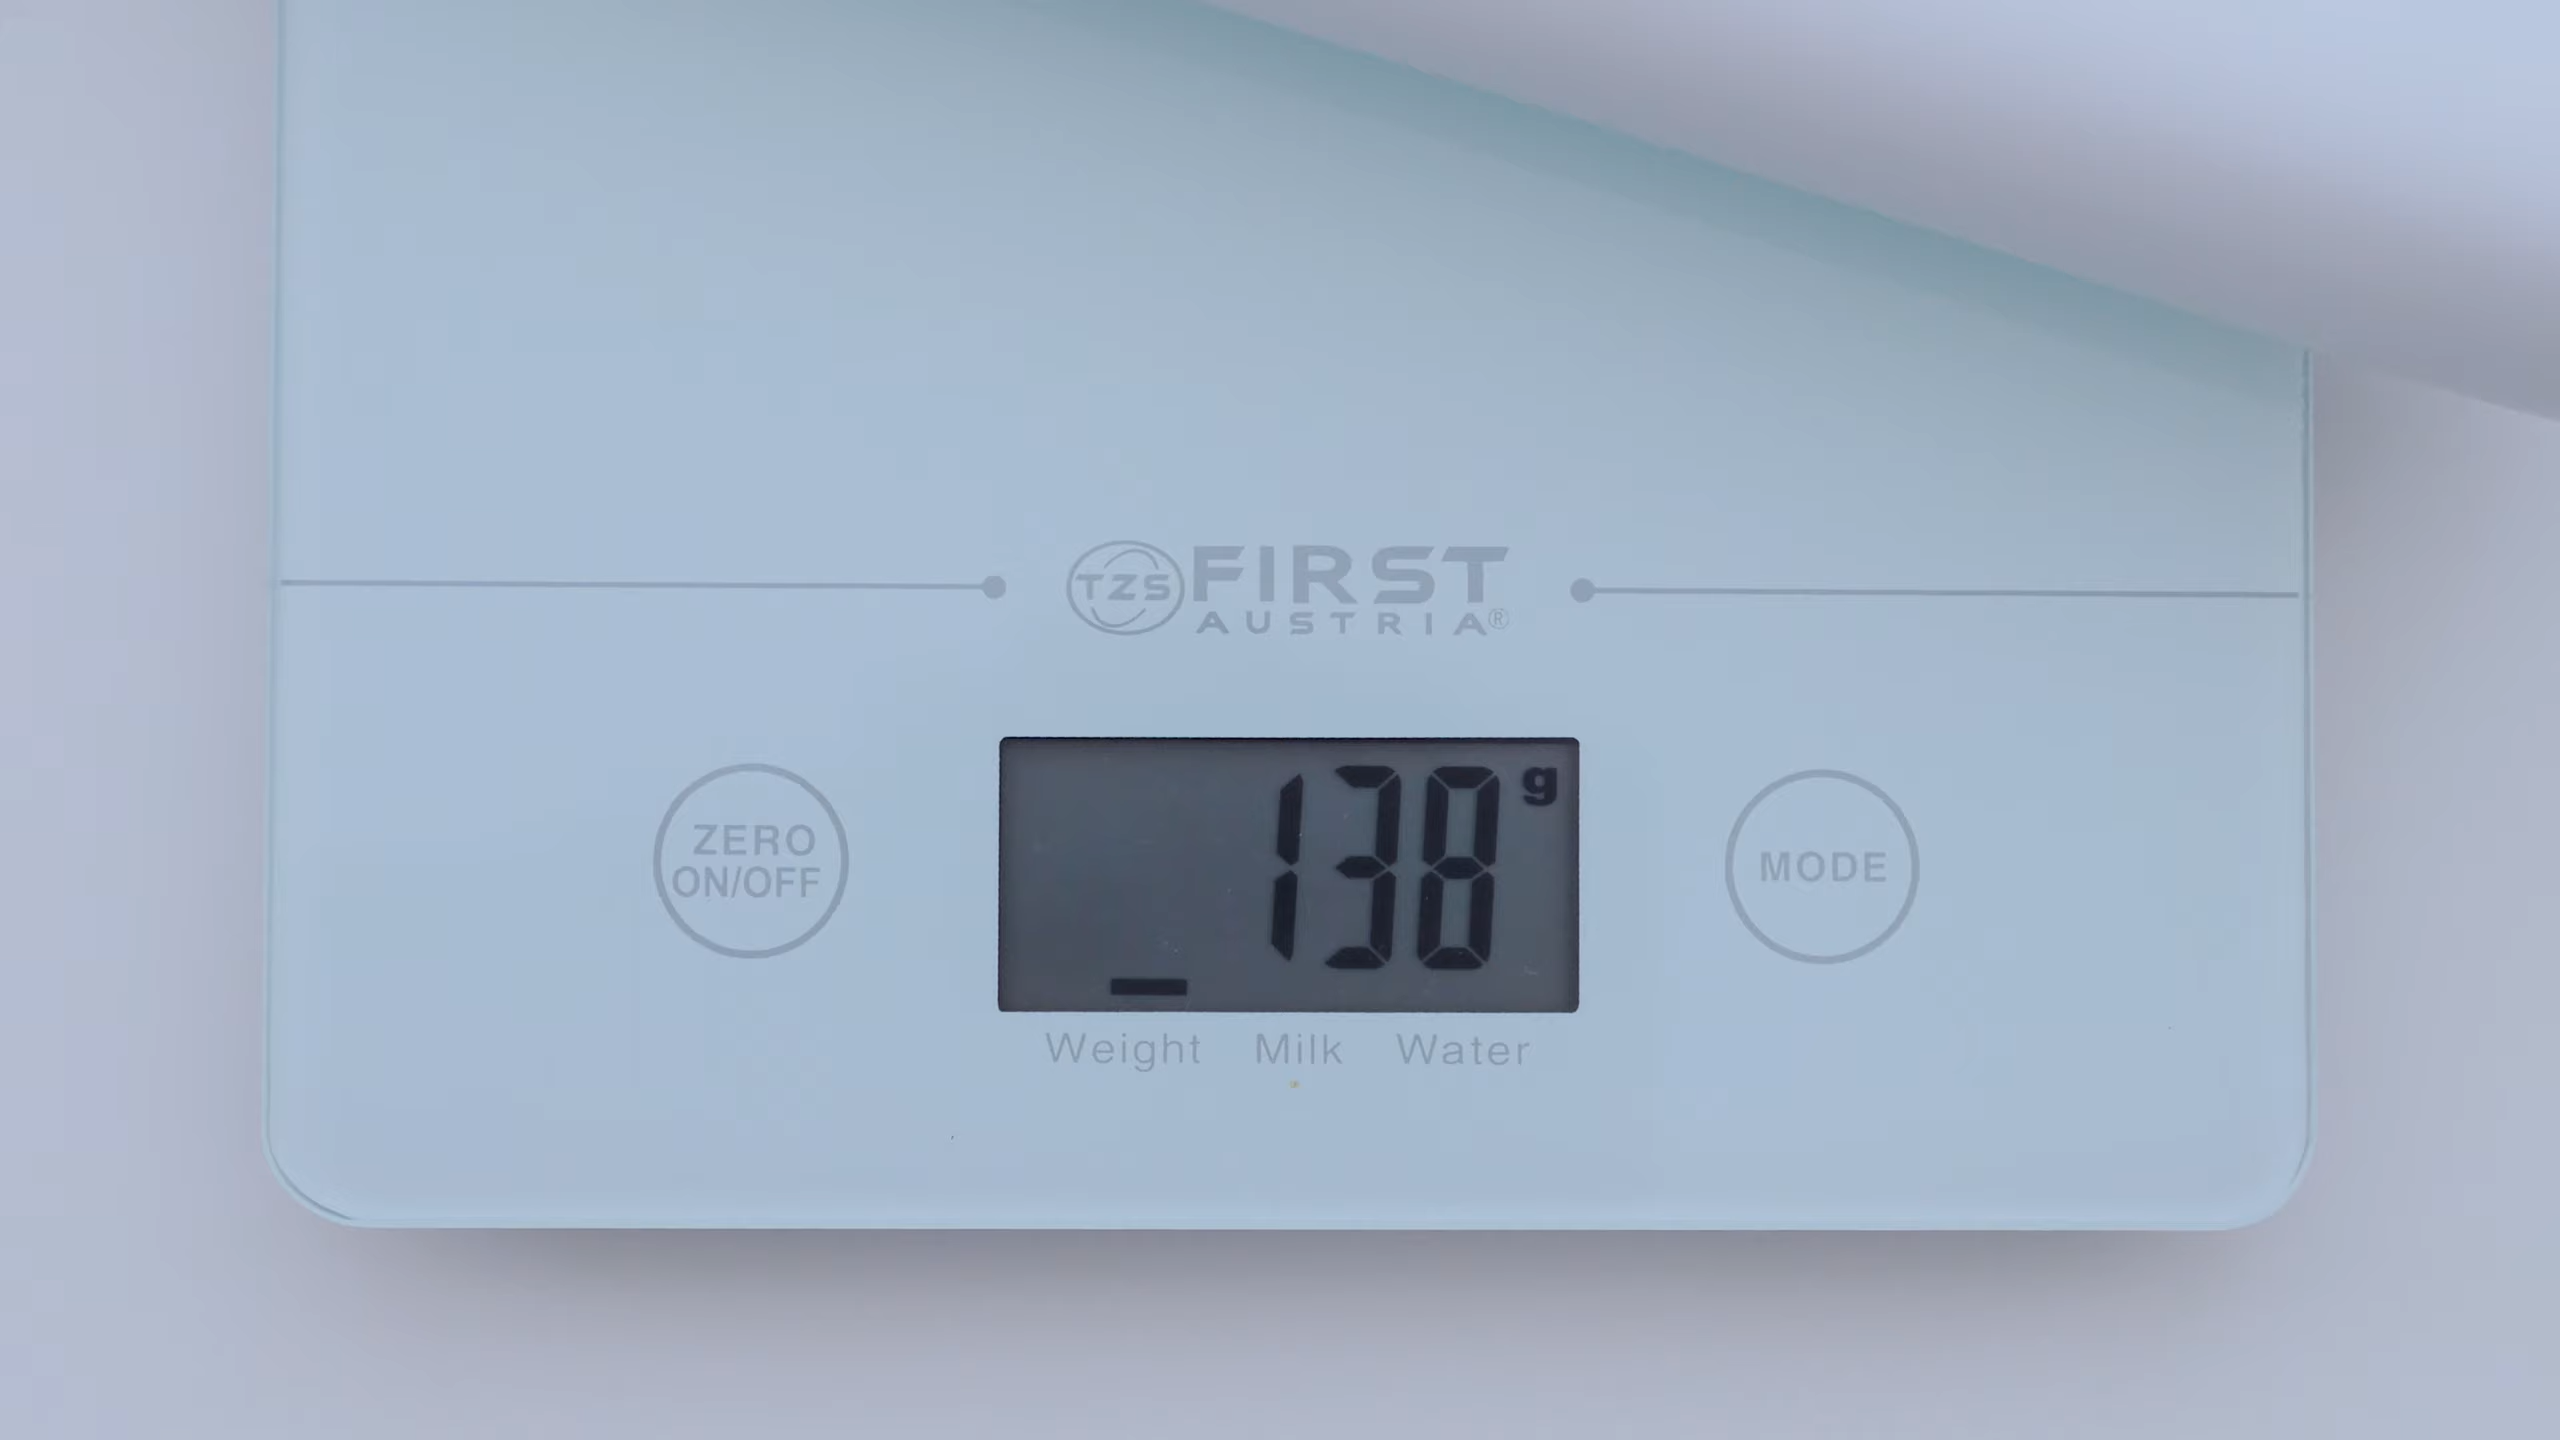 TZS FIRST
AUSTRIA®
ZERO
ON/OFF
138 g
MODE
Weight Milk Water